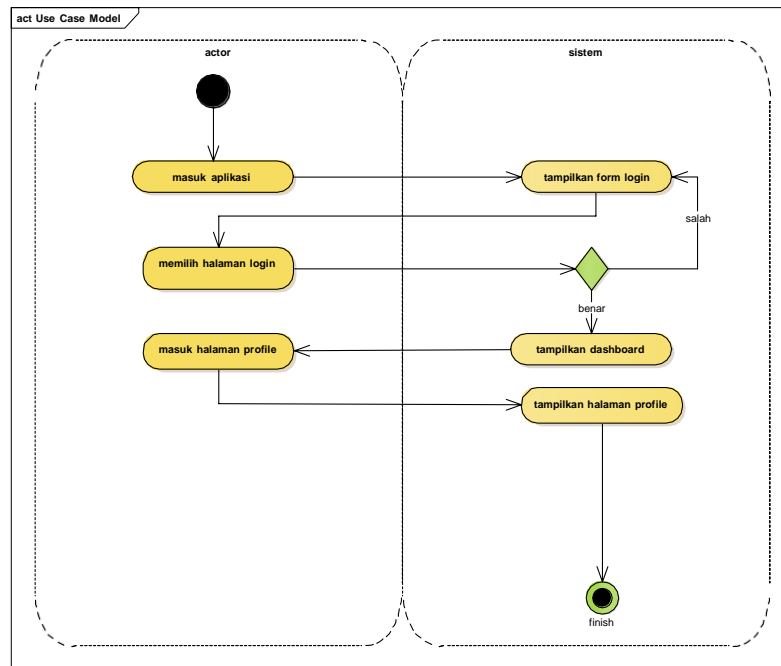 act Use Case Model
actor
sistem
masuk aplikasi
tampilkan form login
salah
memilih halaman login
benar
masuk halaman profile
tampilkan dashboard
tampilkan halaman profile
finish